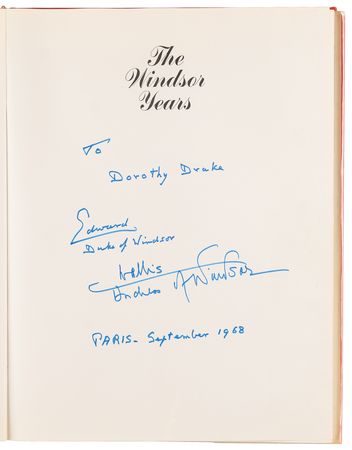 The
Windsor
Years
To
Dorothy Drake
Edward
Duke of Windsor
Wallis
Duchess of Windsor
PARIS - September 1968